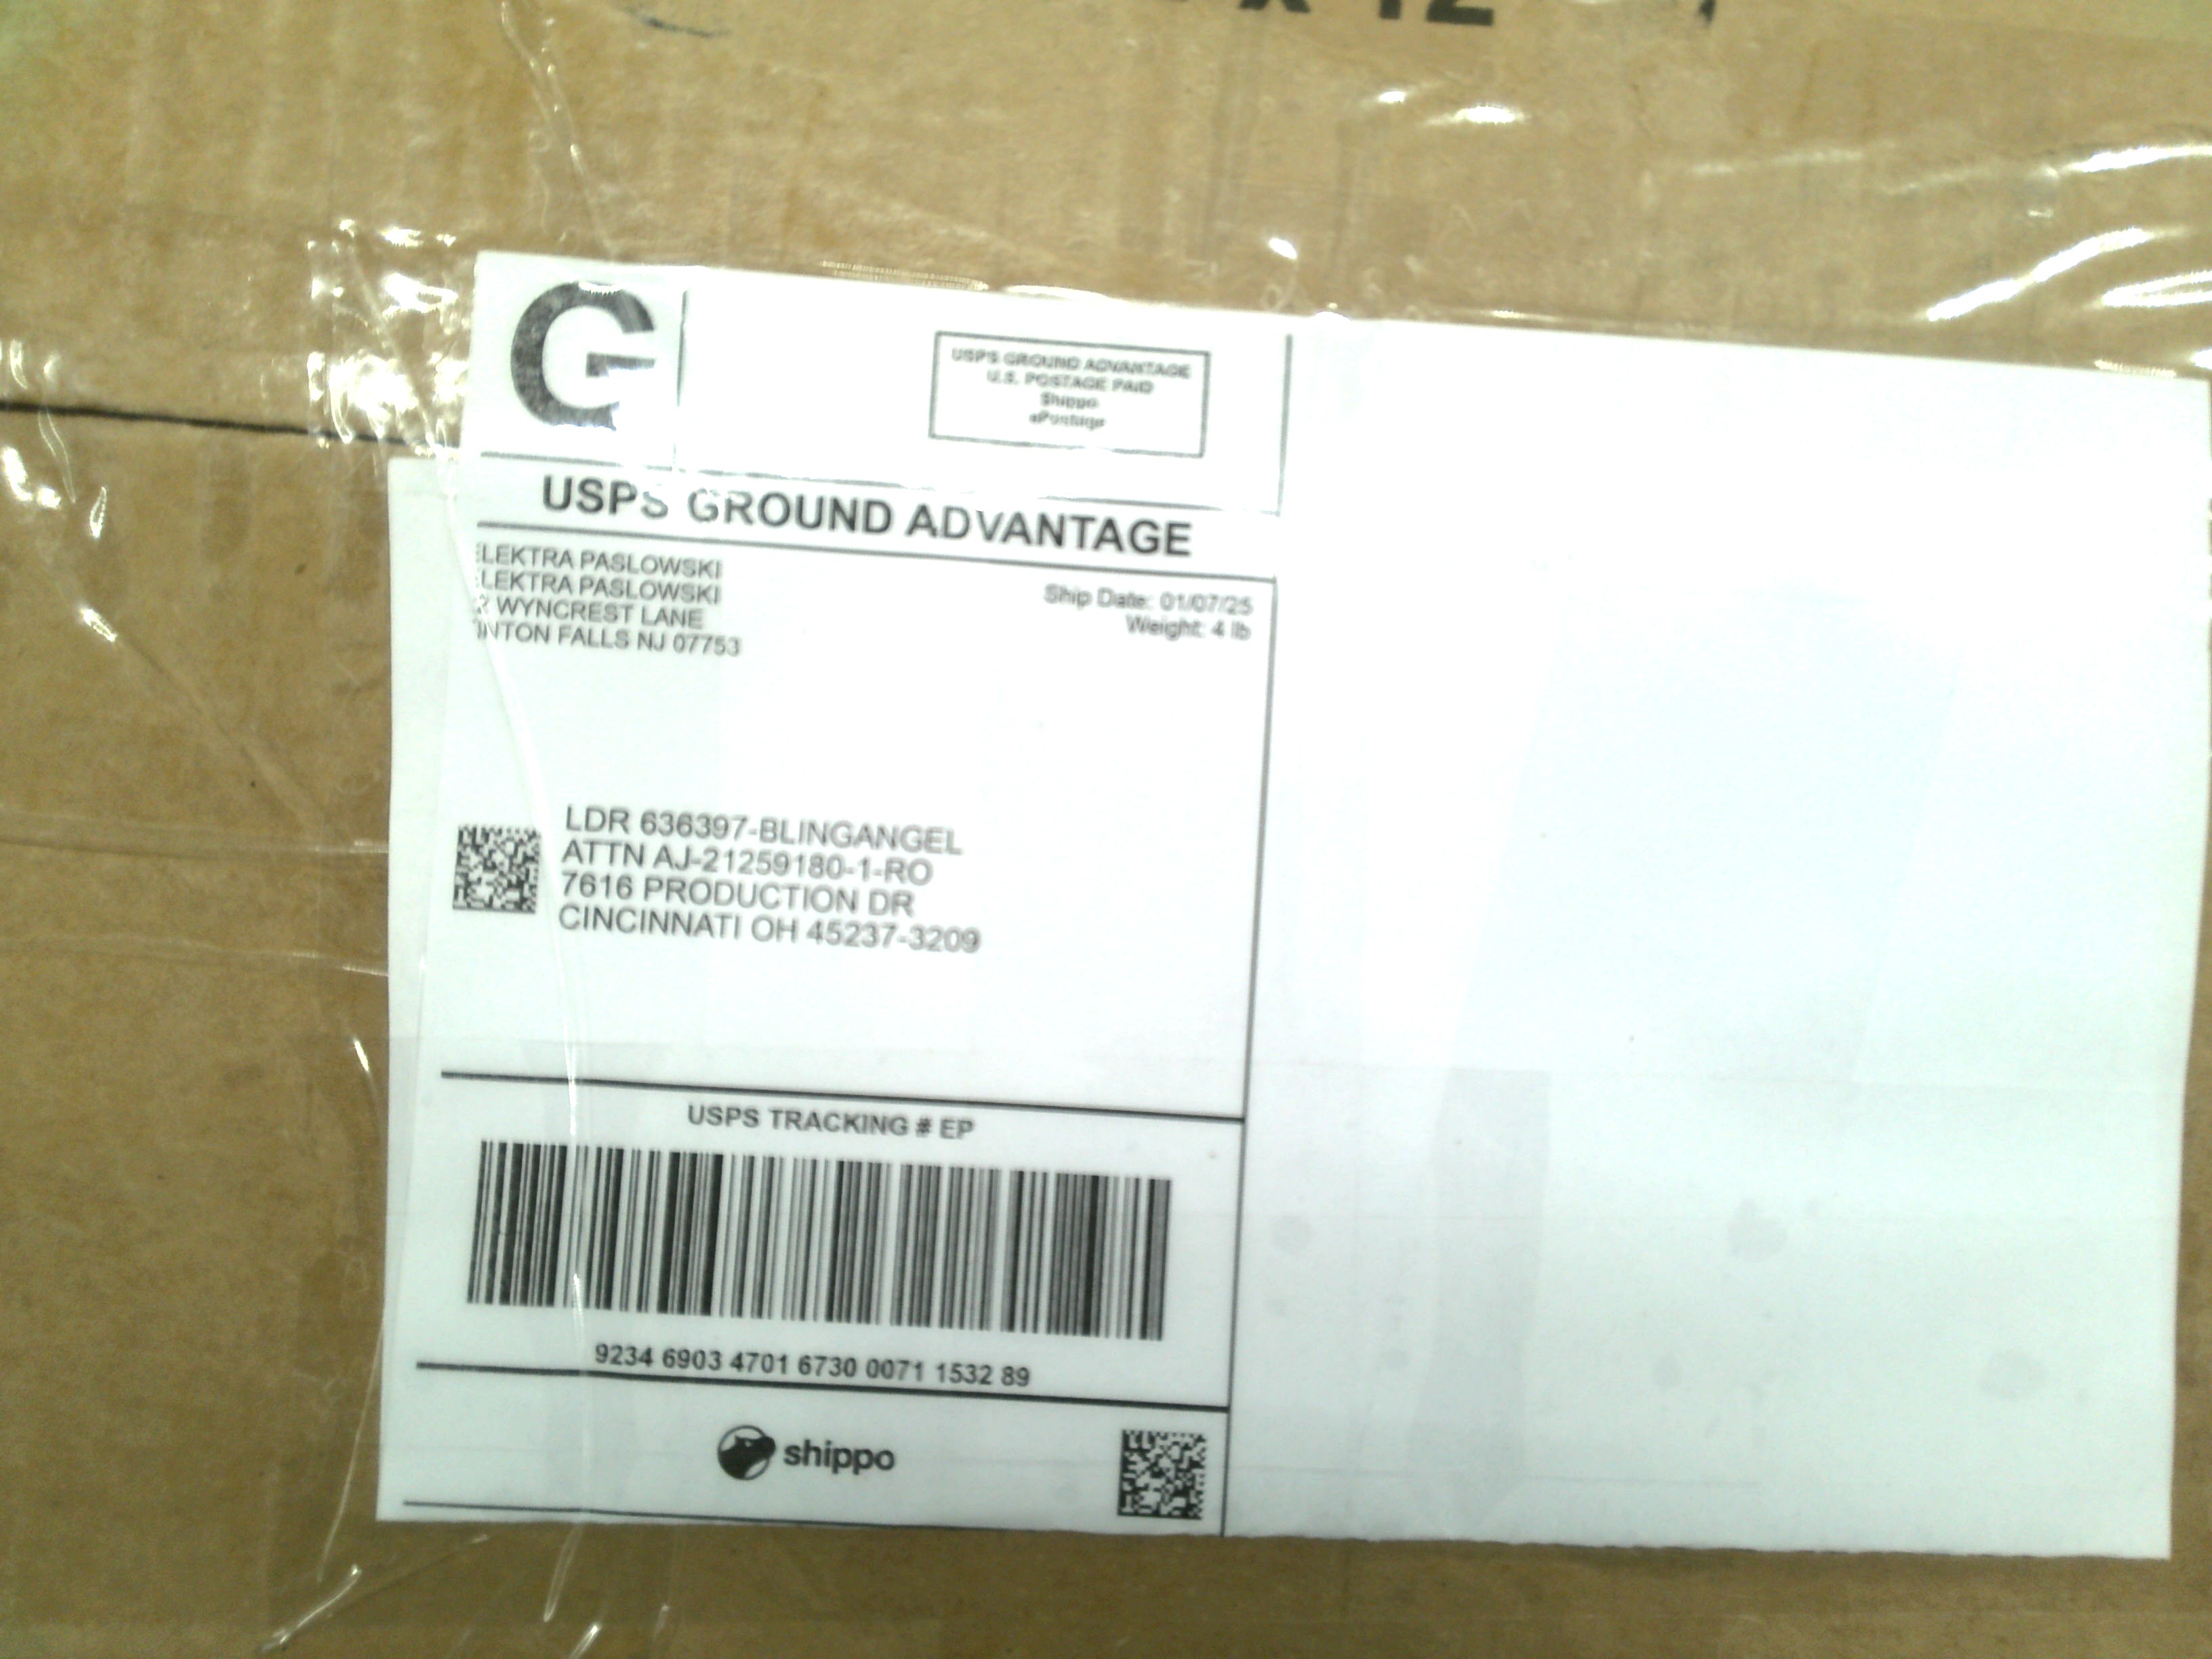 x 12
G
USPS GROUND ADVANTAGE
U.S. POSTAGE PAID
Shippo
ePostage
USPS GROUND ADVANTAGE
LEKTRA PASLOWSKI
LEKTRA PASLOWSKI
WYNCREST LANE
NTON FALLS NJ 07753
Ship Date: 01/07/25
Weight: 4 lb
LDR 636397-BLINGANGEL
ATTN AJ-21259180-1-RO
7616 PRODUCTION DR
CINCINNATI OH 45237-3209
USPS TRACKING # EP
9234 6903 4701 6730 0071 1532 89
shippo